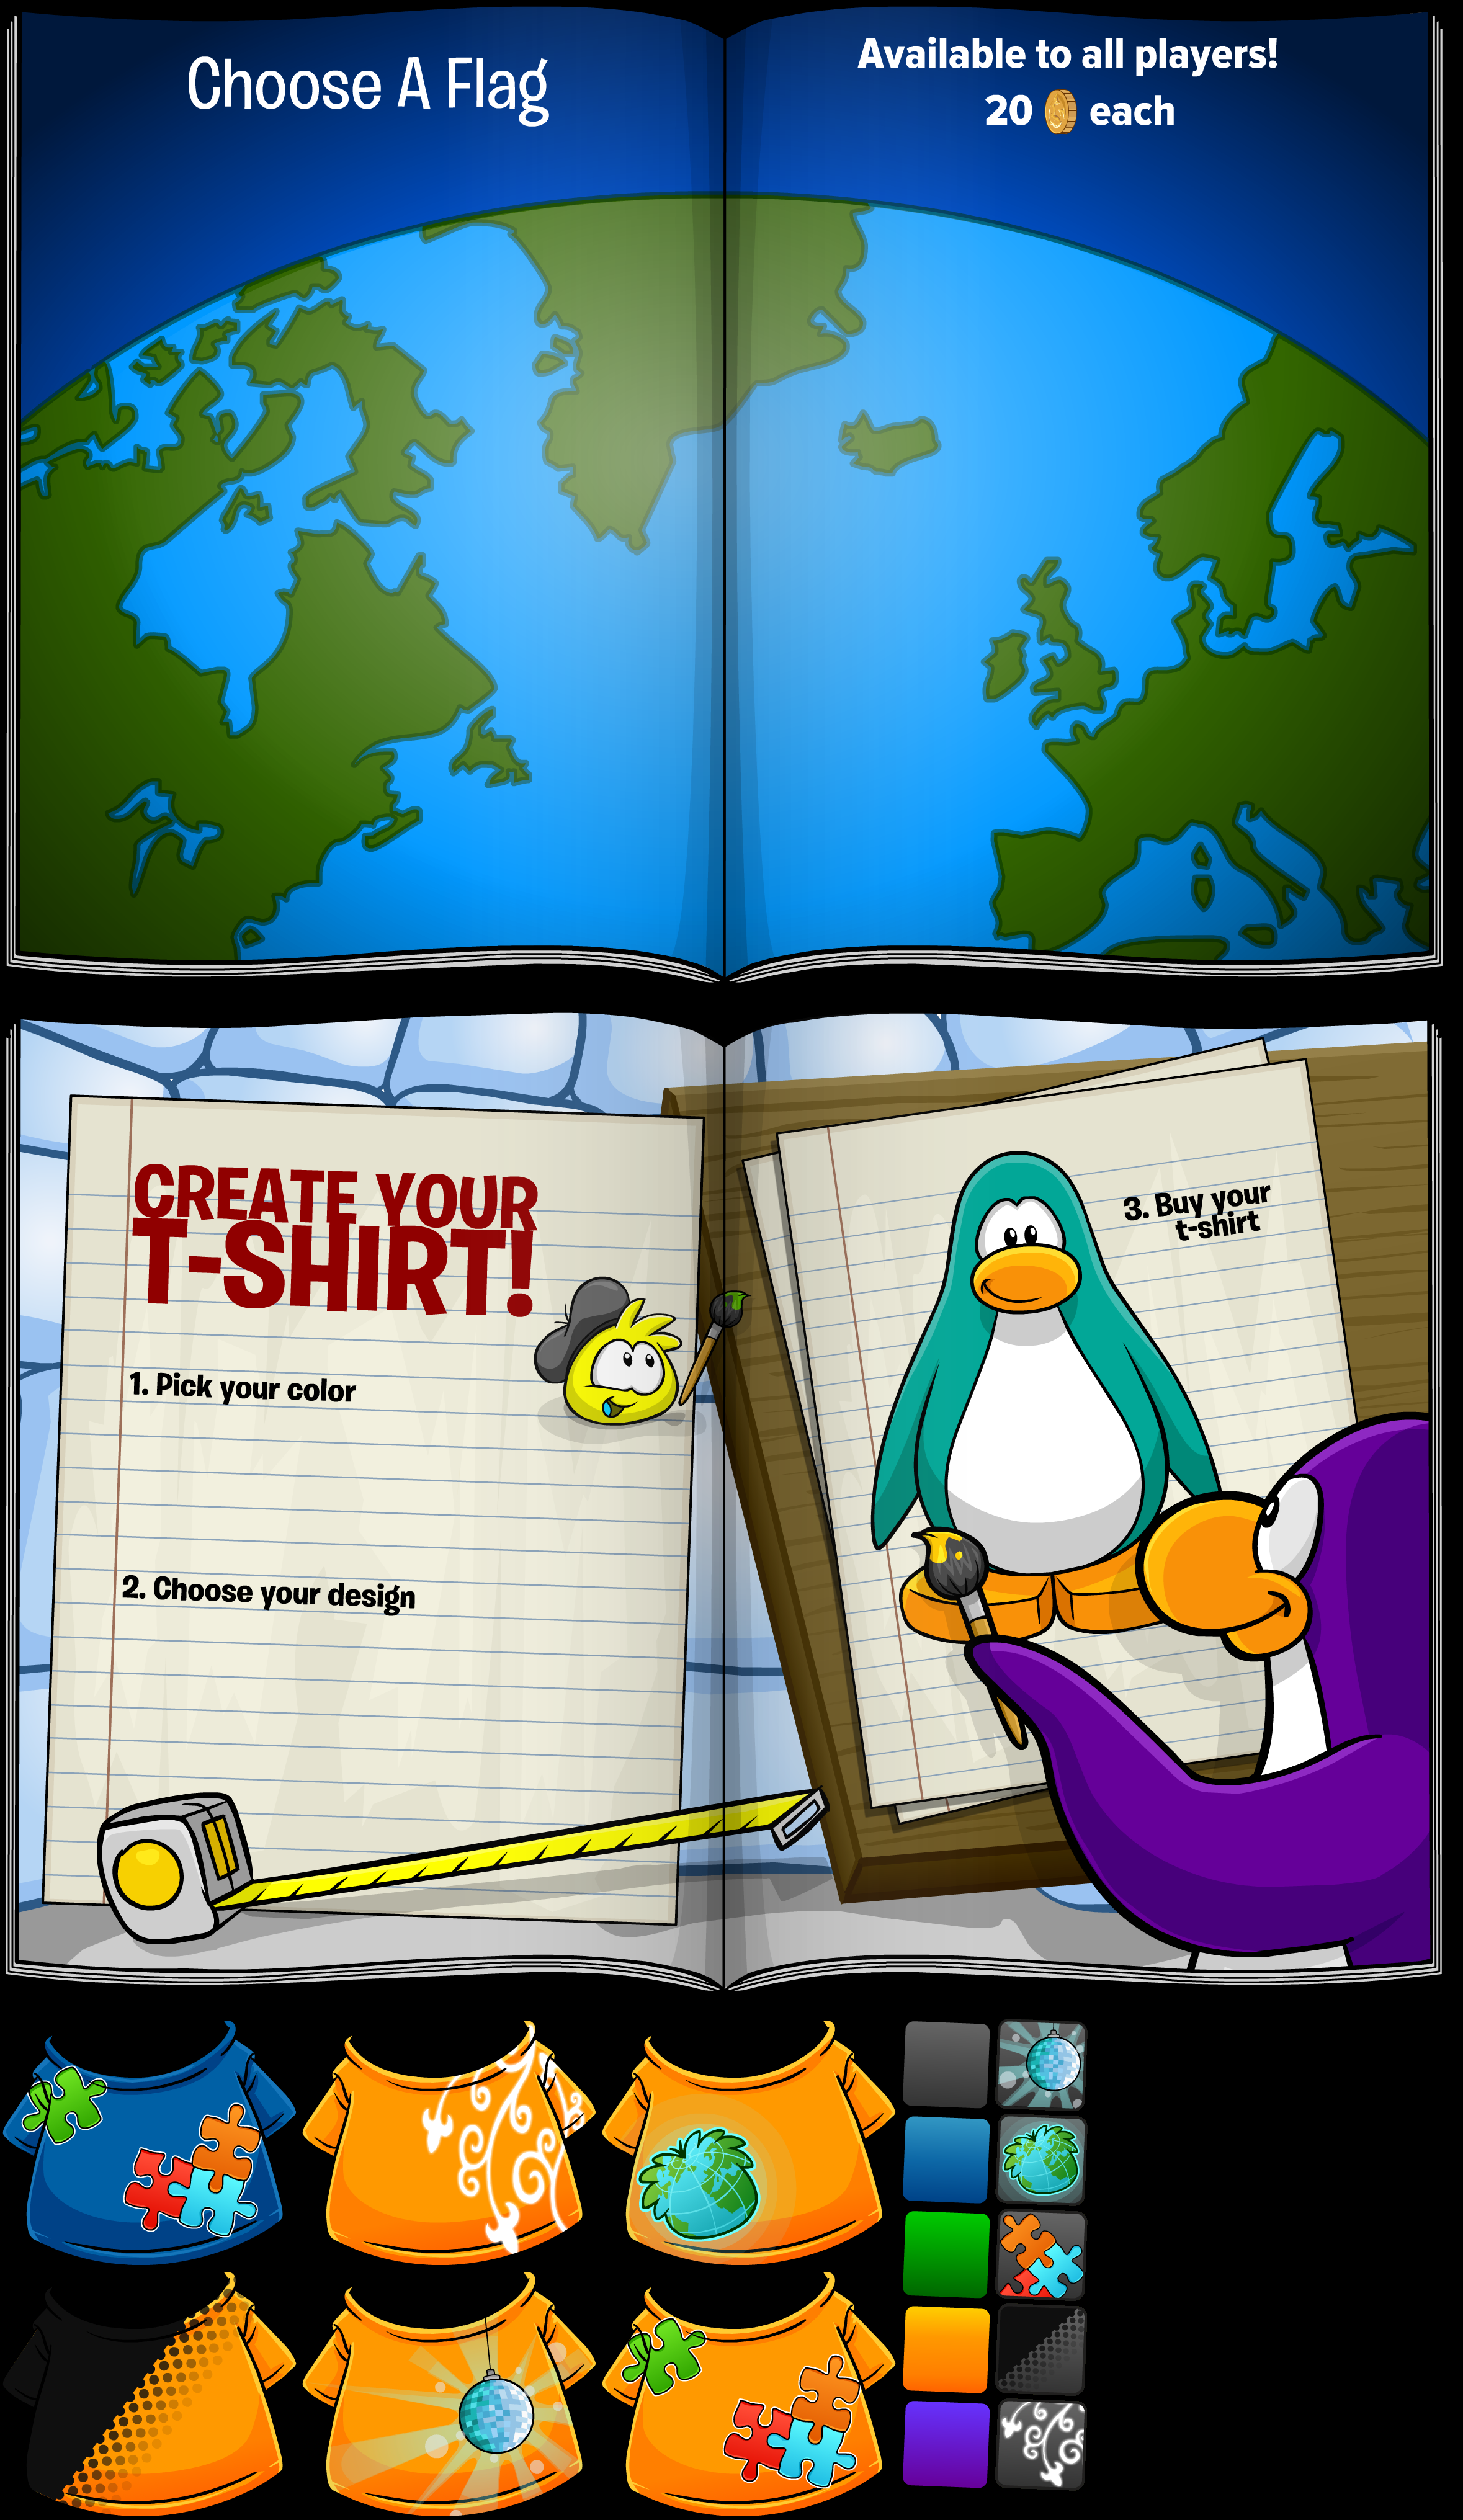 Choose A Flag
Available to all players!
20 each
CREATE YOUR
T-SHIRT!
1. Pick your color
2. Choose your design
3. Buy your
t-shirt